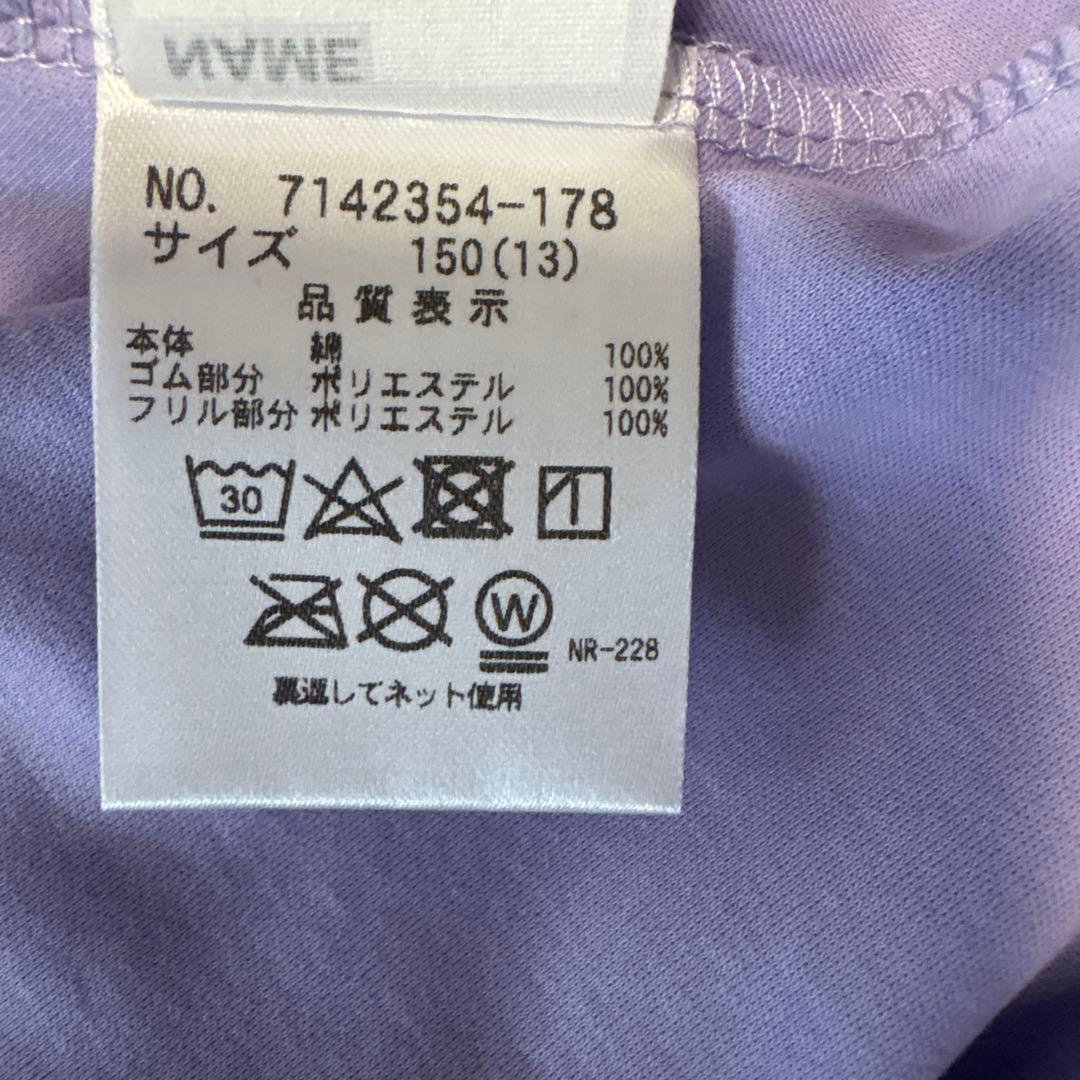 NAME
NO. 7142354-178
サイズ 150(13)
品質表示
本体 綿 100%
ゴム部分 ポリエステル 100%
フリル部分 ポリエステル 100%
30
W
NR-228
裏返してネット使用